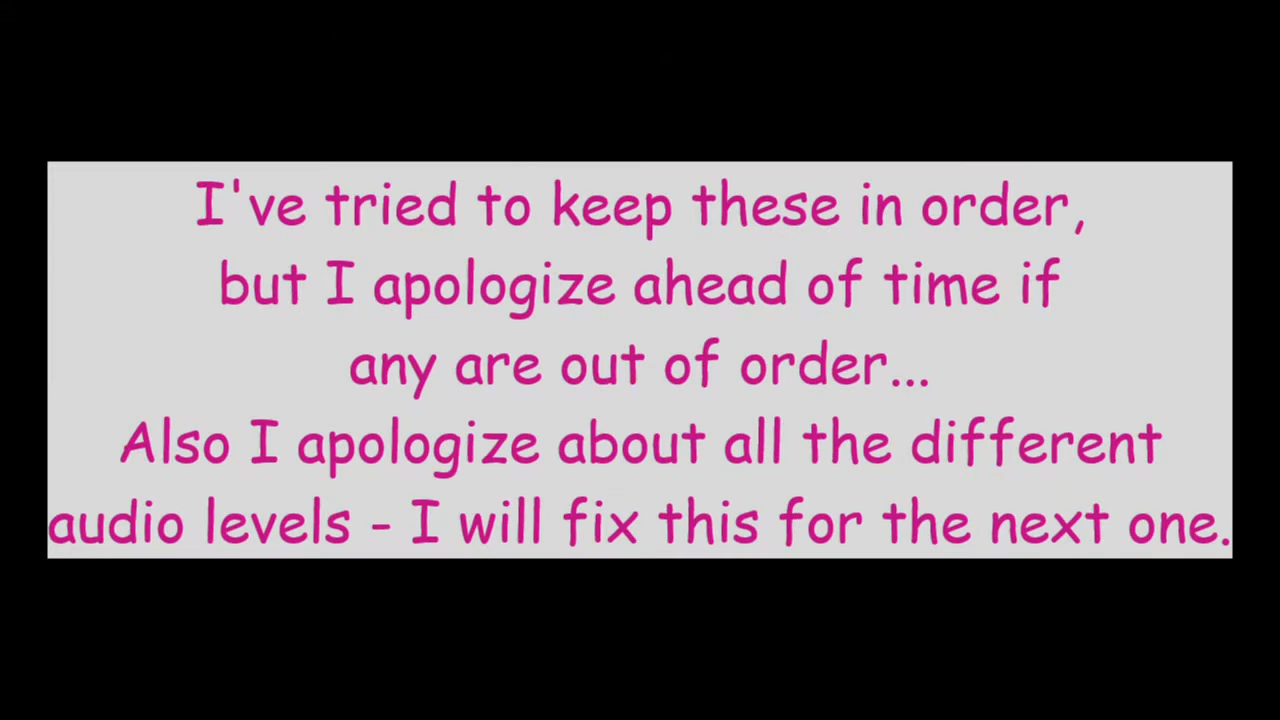 I've tried to keep these in order,
but I apologize ahead of time if
any are out of order...
Also I apologize about all the different
audio levels - I will fix this for the next one.